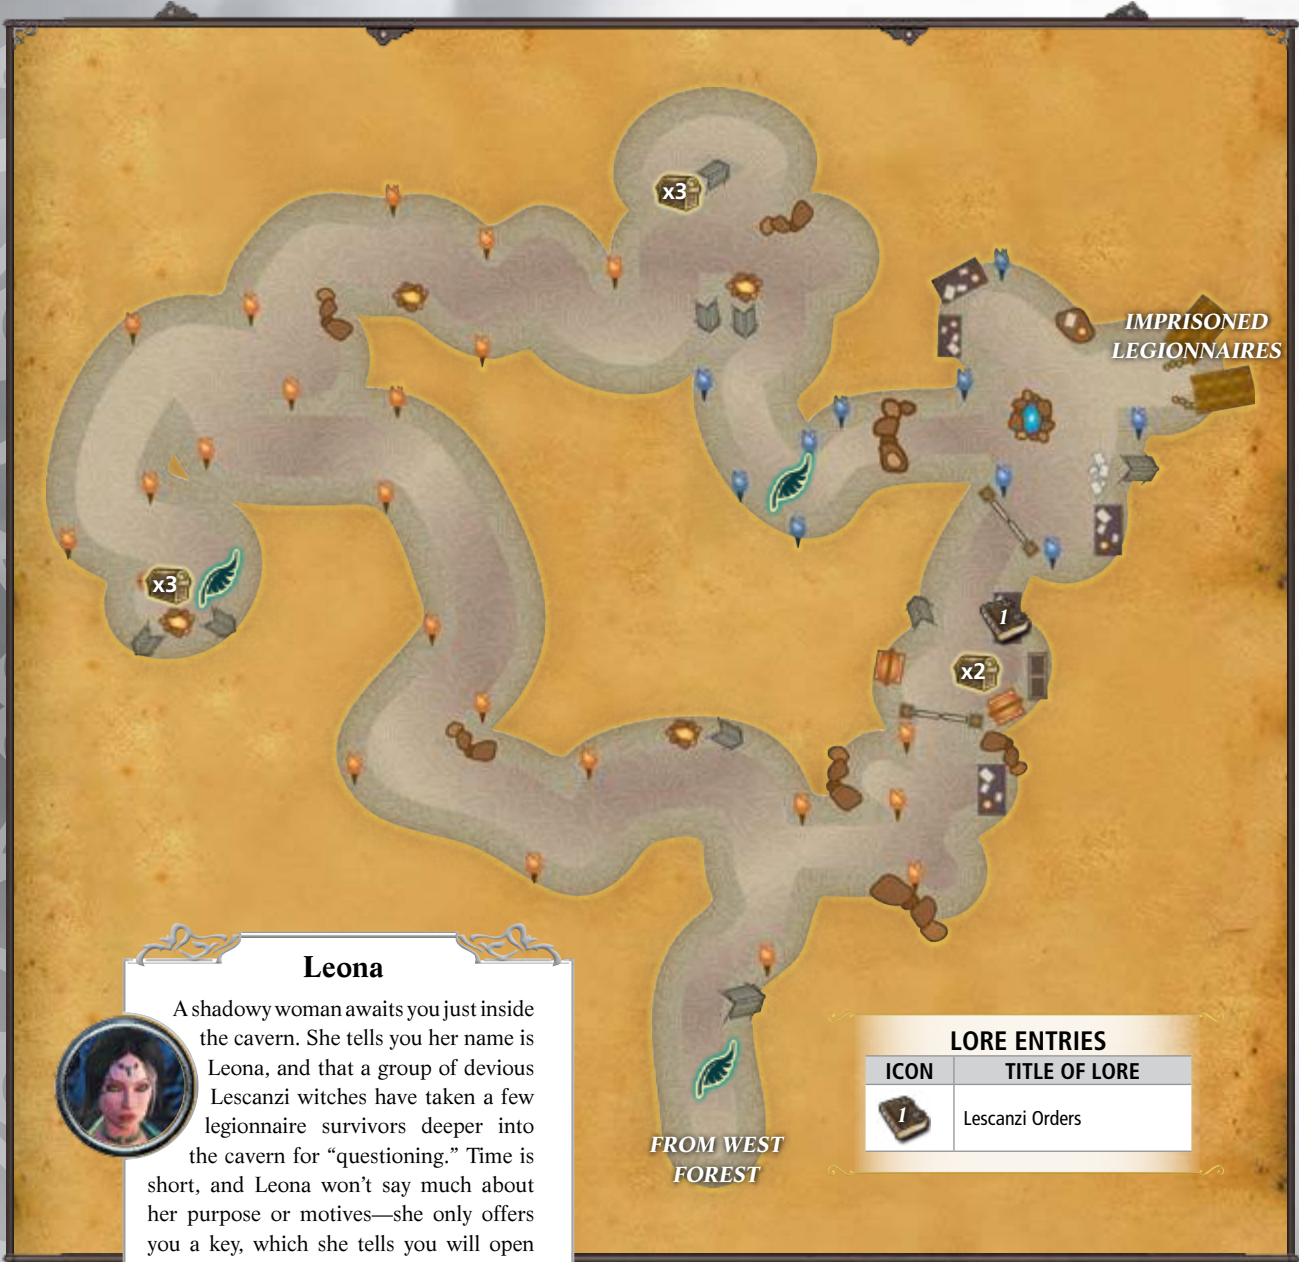 x3
IMPRISONED
LEGIONNAIRES
x3
1
x2
Leona
A shadowy woman awaits you just inside
the cavern. She tells you her name is
Leona, and that a group of devious
Lescanzi witches have taken a few
legionnaire survivors deeper into
the cavern for “questioning.” Time is
short, and Leona won’t say much about
her purpose or motives—she only offers
you a key, which she tells you will open
FROM WEST
FOREST
LORE ENTRIES
ICON TITLE OF LORE
1 Lescanzi Orders